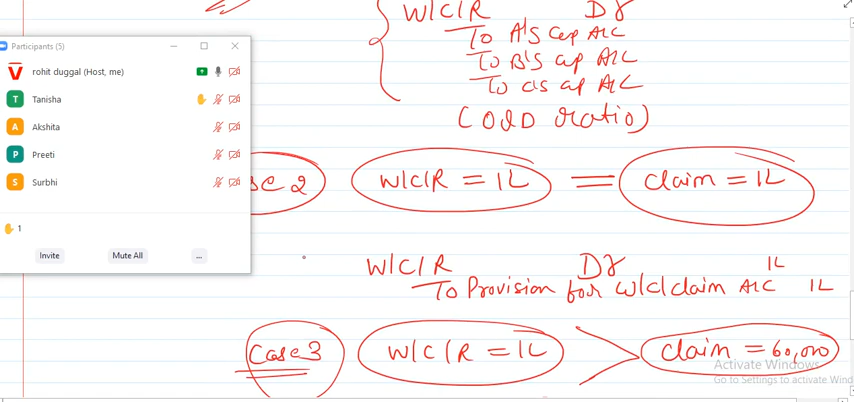 W/C/R Dr
To A's cap A/C
To B's cap A/C
To C's cap A/C
(OLD ratio)
Participants (5)
rohit duggal (Host, me)
T Tanisha
A Akshita
P Preeti
S Surbhi
1
Invite Mute All ...
se 2 W/C/R = 1L = claim = 1L
W/C/R Dr 1L
To Provision for W/C/claim A/C 1L
Case 3 W/C/R = 1L > claim = 60,000
Activate Windows
Go to Settings to activate Wind